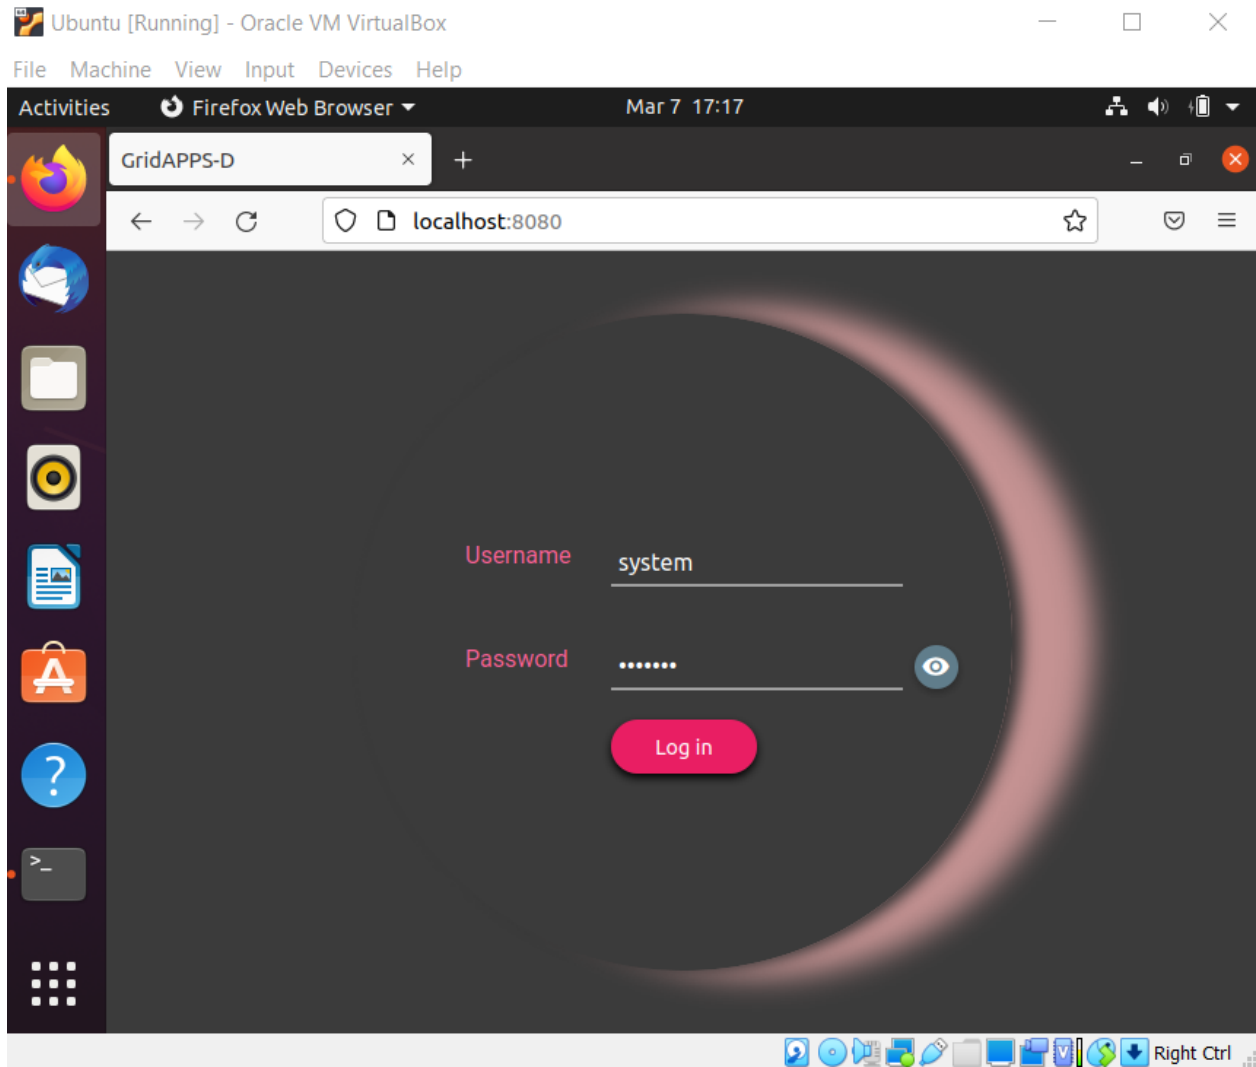 Ubuntu [Running] - Oracle VM VirtualBox
File Machine View Input Devices Help
Activities Firefox Web Browser Mar 7 17:17
GridAPPS-D
localhost:8080
Username system
Password •••••••
Log in
Right Ctrl